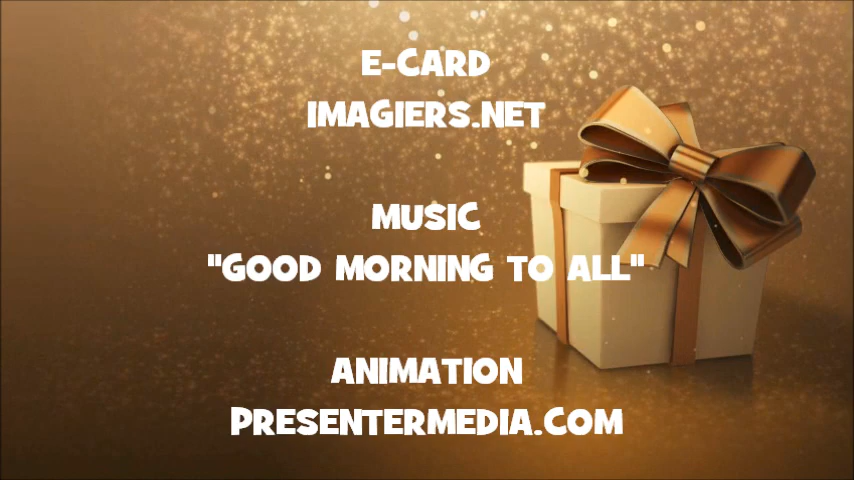 E-CARD
IMAGIERS.NET
MUSIC
"GOOD MORNING TO ALL"
ANIMATION
PRESENTERMEDIA.COM